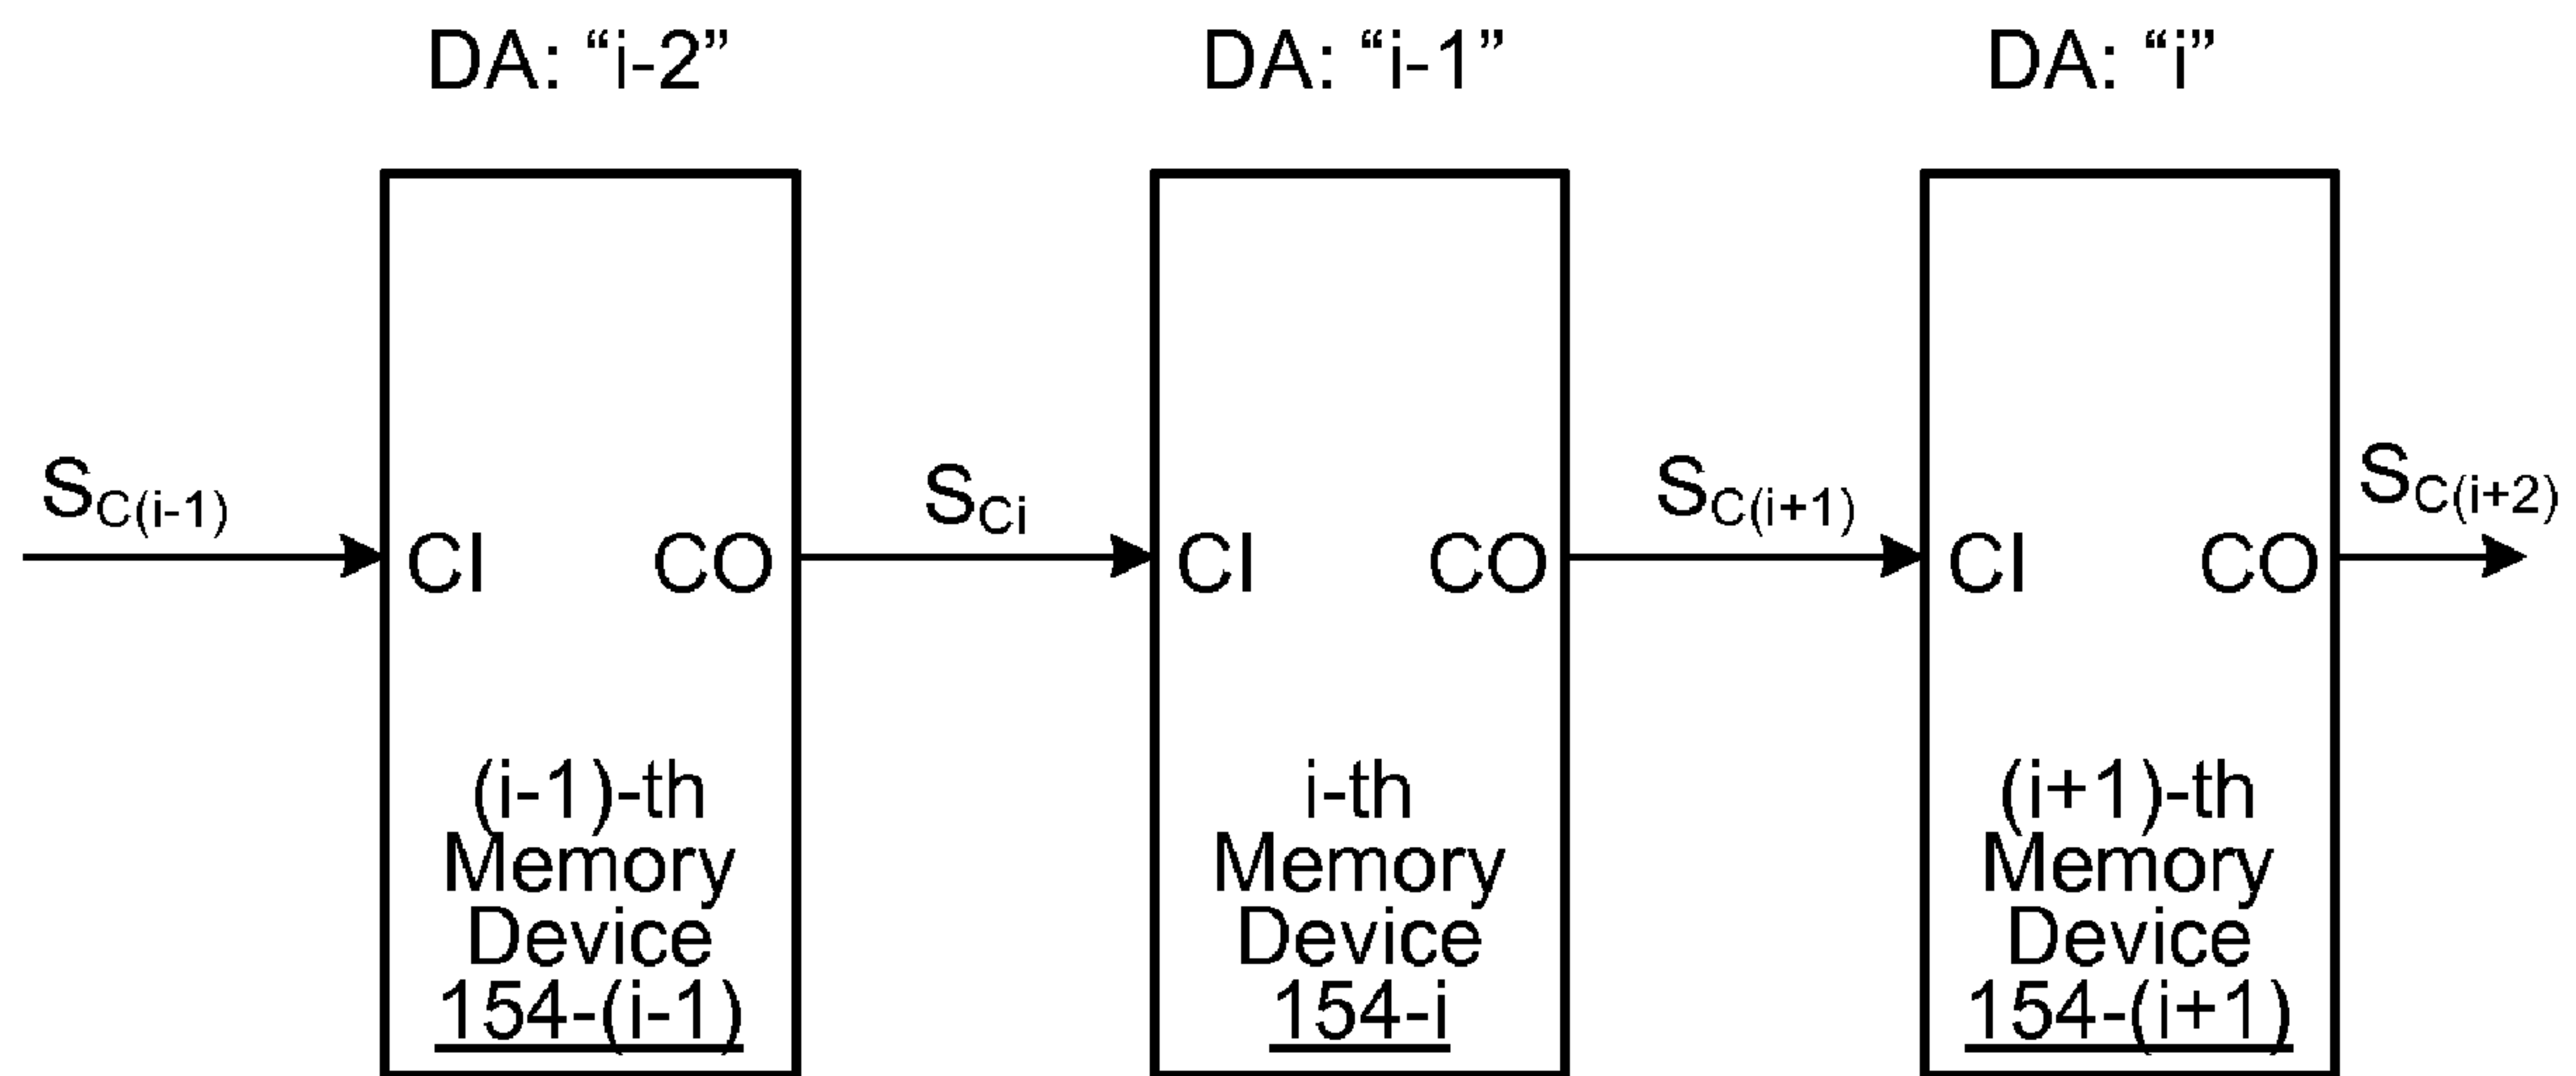 DA: “i-2”
DA: “i-1”
DA: “i”
SC(i-1)
SCi
SC(i+1)
SC(i+2)
CI
CO
CI
CO
CI
CO
(i-1)-th
Memory
Device
154-(i-1)
i-th
Memory
Device
154-i
(i+1)-th
Memory
Device
154-(i+1)